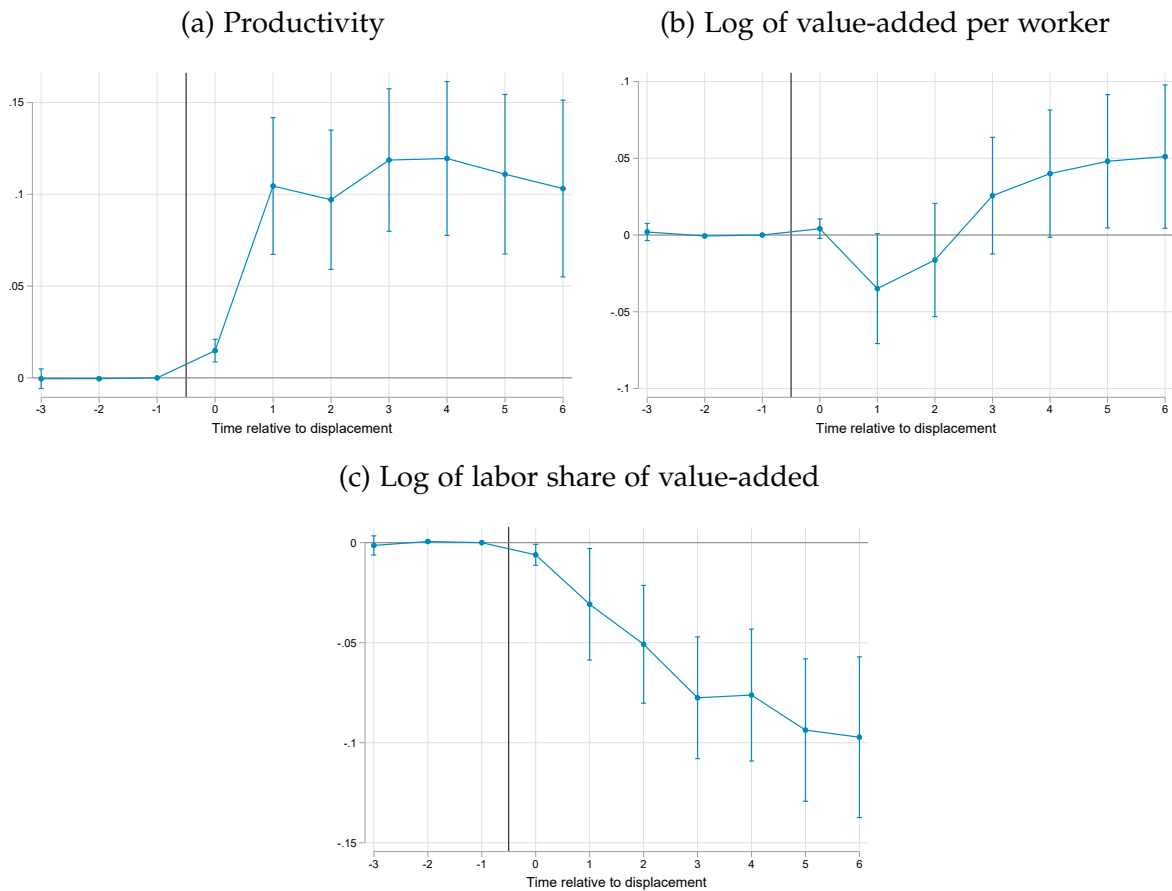 (a) Productivity
.15
.1
.05
0
-3 -2 -1 0 1 2 3 4 5 6
Time relative to displacement
(b) Log of value-added per worker
.1
.05
0
-.05
-.1
-3 -2 -1 0 1 2 3 4 5 6
Time relative to displacement
(c) Log of labor share of value-added
0
-.05
-.1
-.15
-3 -2 -1 0 1 2 3 4 5 6
Time relative to displacement